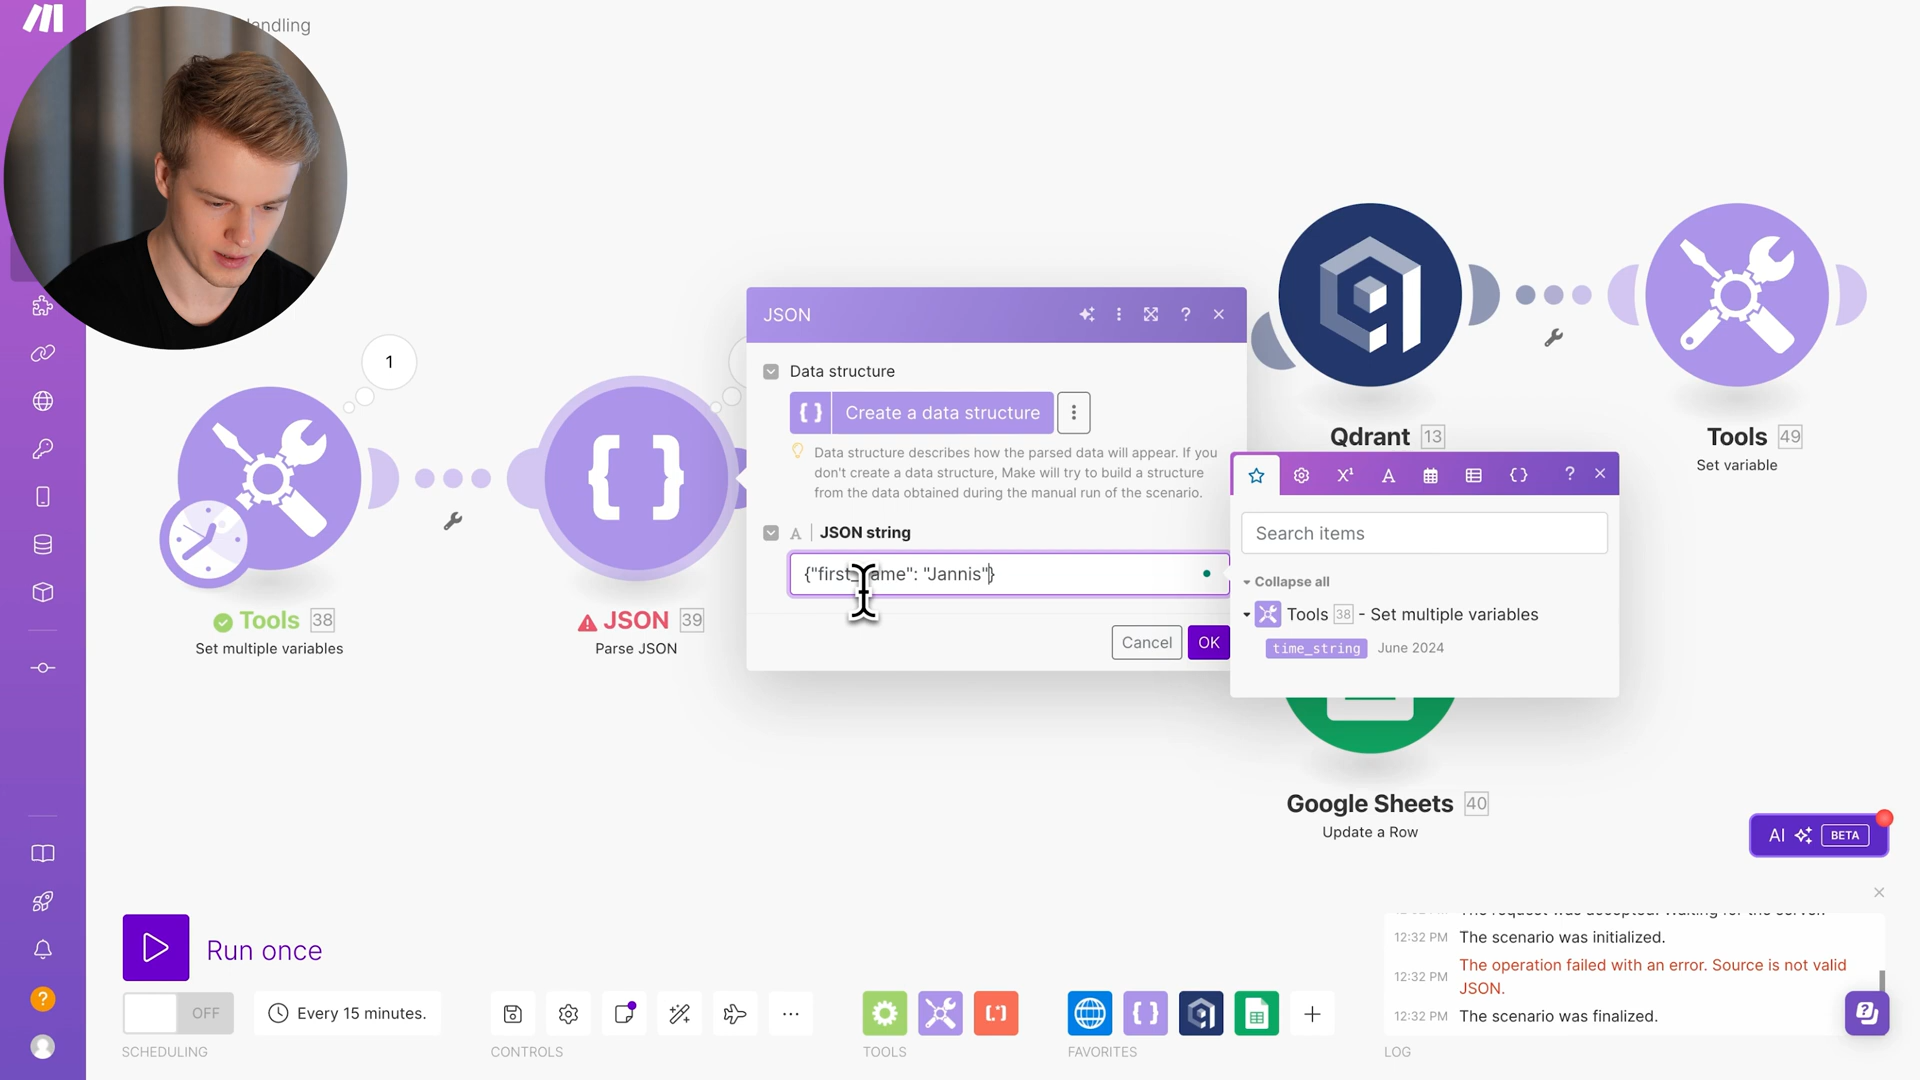 andling
1
JSON
Data structure
Create a data structure
Data structure describes how the parsed data will appear. If you
don't create a data structure, Make will try to build a structure
from the data obtained during the manual run of the scenario.
A JSON string
{"first_name": "Jannis"}
Cancel
OK
Search items
Collapse all
Tools 38 - Set multiple variables
time_string June 2024
Tools 38
Set multiple variables
JSON 39
Parse JSON
Qdrant 13
Tools 49
Set variable
Google Sheets 40
Update a Row
AI BETA
Run once
OFF
Every 15 minutes.
SCHEDULING
CONTROLS
TOOLS
FAVORITES
LOG
12:32 PM The scenario was initialized.
12:32 PM The operation failed with an error. Source is not valid
JSON.
12:32 PM The scenario was finalized.